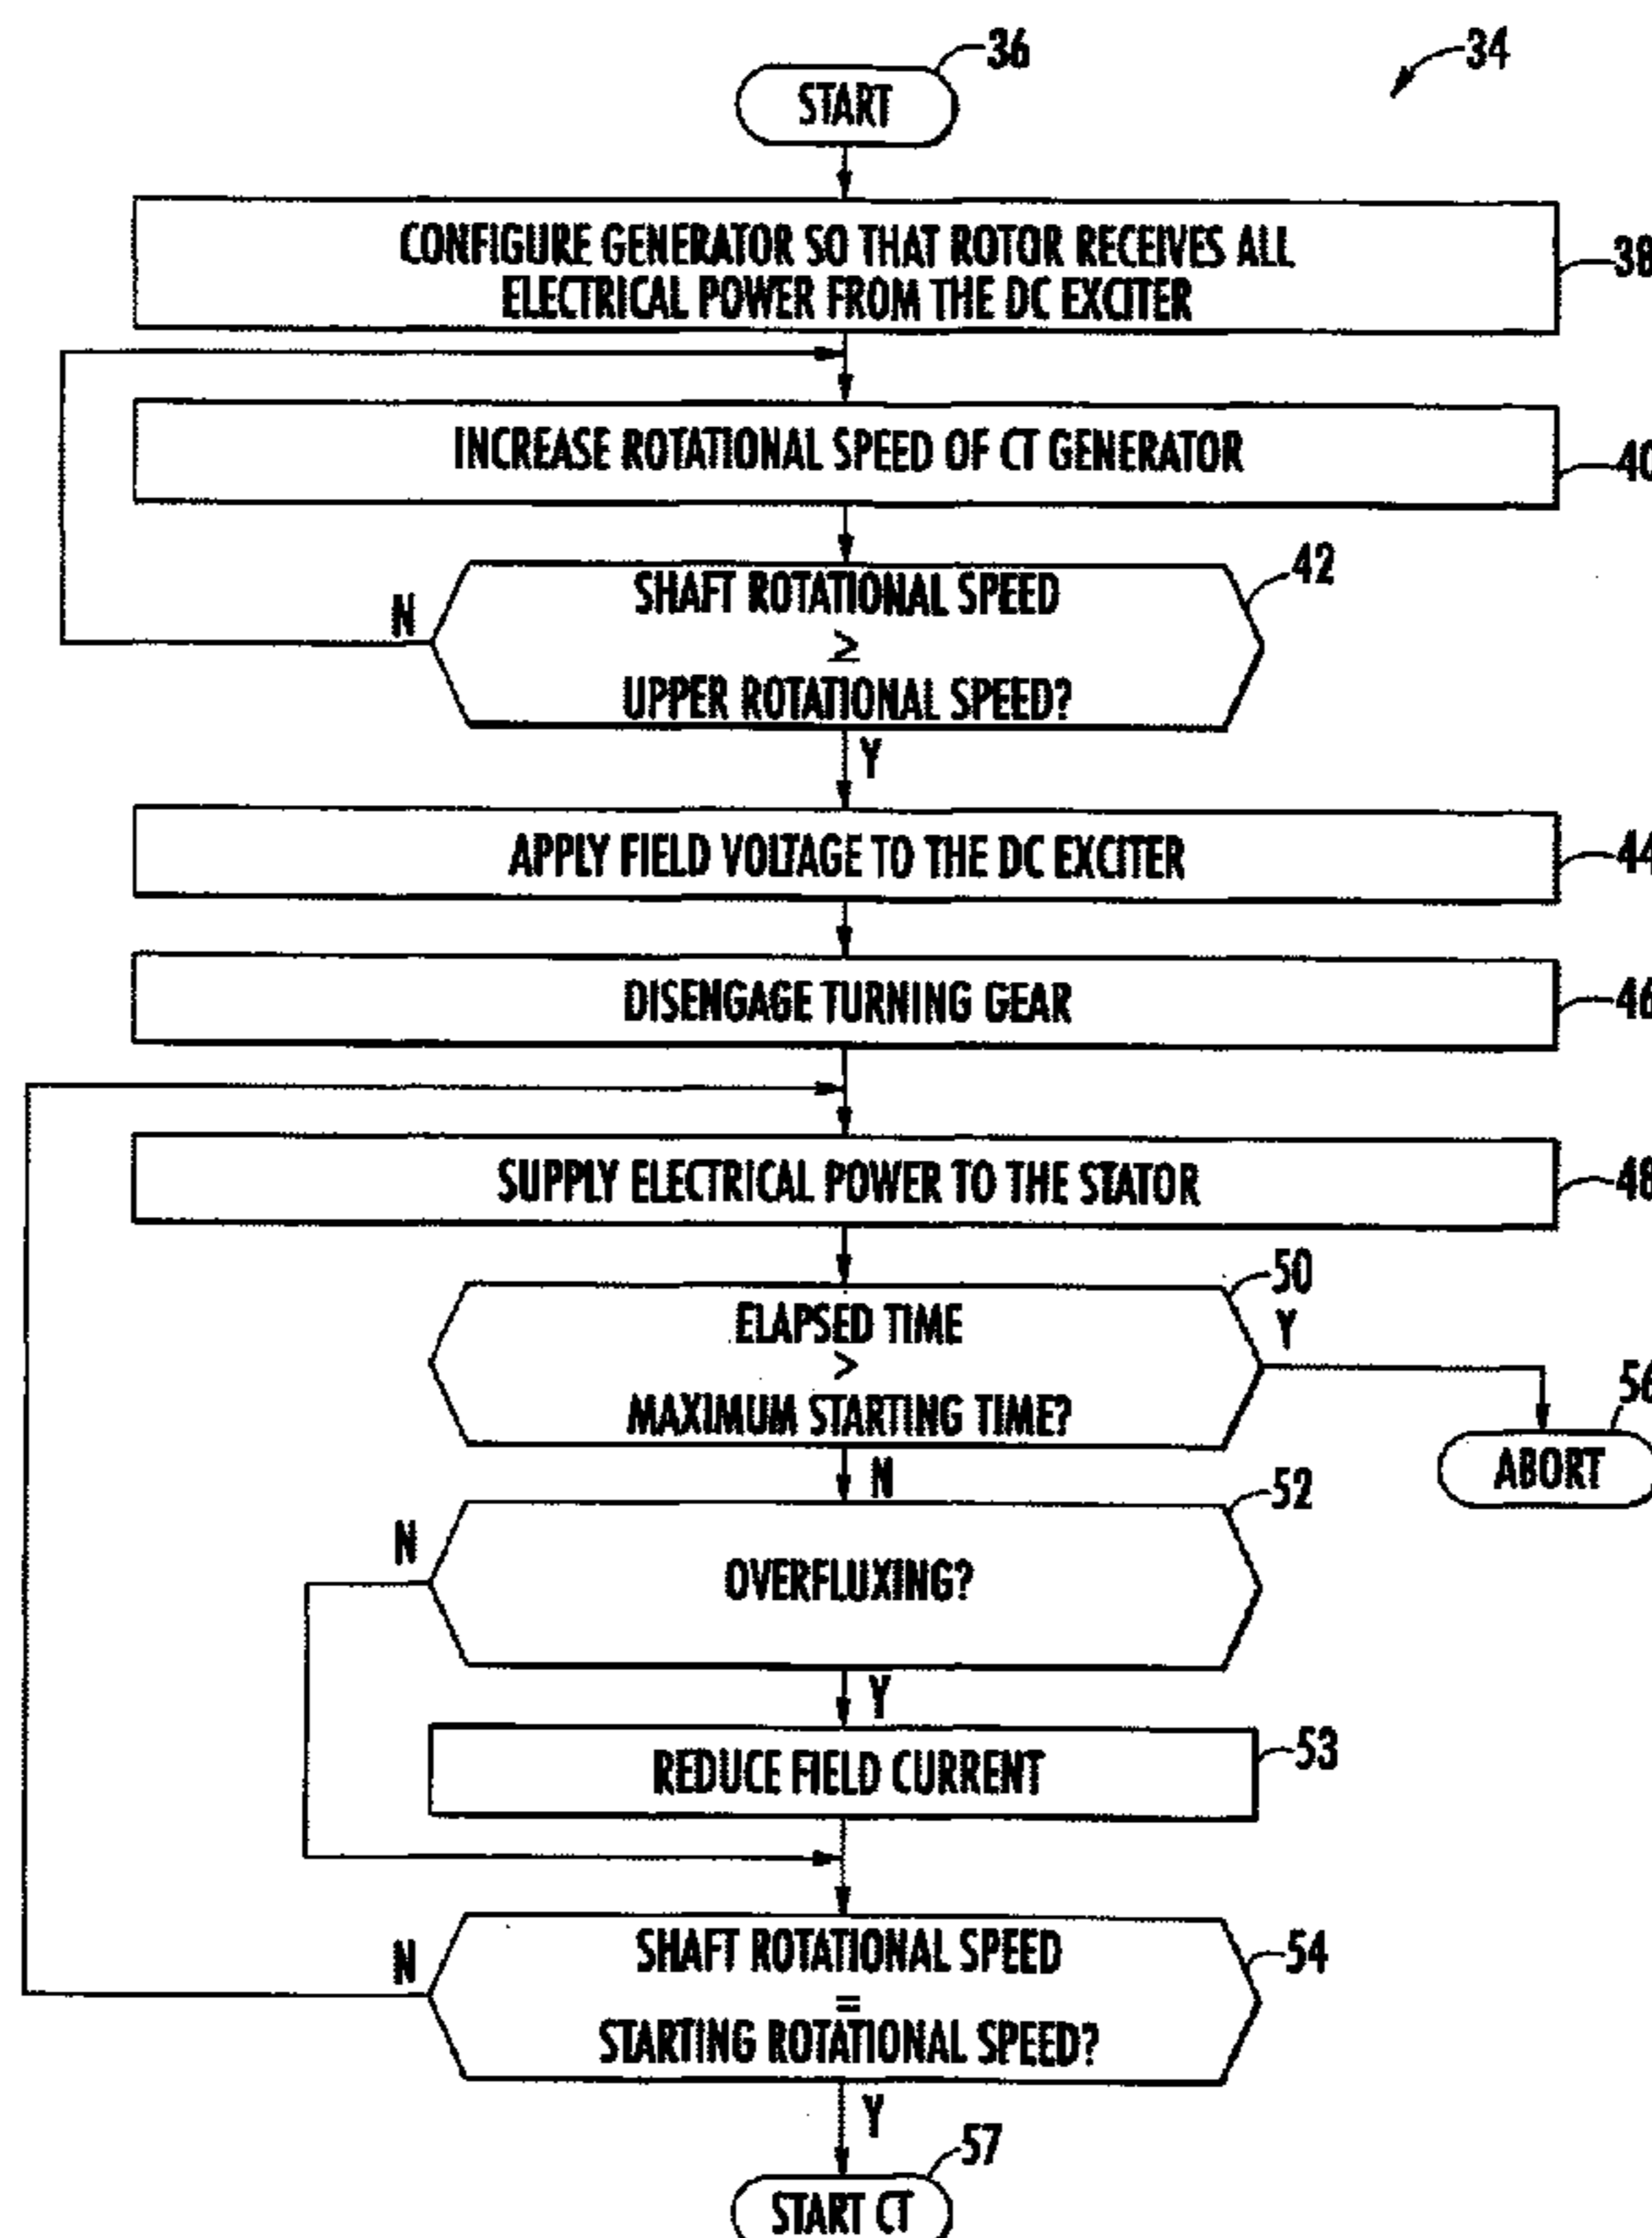 36
34
START
CONFIGURE GENERATOR SO THAT ROTOR RECEIVES ALL
ELECTRICAL POWER FROM THE DC EXCITER
38
INCREASE ROTATIONAL SPEED OF CT GENERATOR
40
42
N
SHAFT ROTATIONAL SPEED
≥
UPPER ROTATIONAL SPEED?
Y
APPLY FIELD VOLTAGE TO THE DC EXCITER
44
DISENGAGE TURNING GEAR
46
SUPPLY ELECTRICAL POWER TO THE STATOR
48
50
ELAPSED TIME
>
MAXIMUM STARTING TIME?
Y
56
ABORT
N
52
N
OVERFLUXING?
Y
REDUCE FIELD CURRENT
53
N
SHAFT ROTATIONAL SPEED
=
STARTING ROTATIONAL SPEED?
54
Y
57
START CT